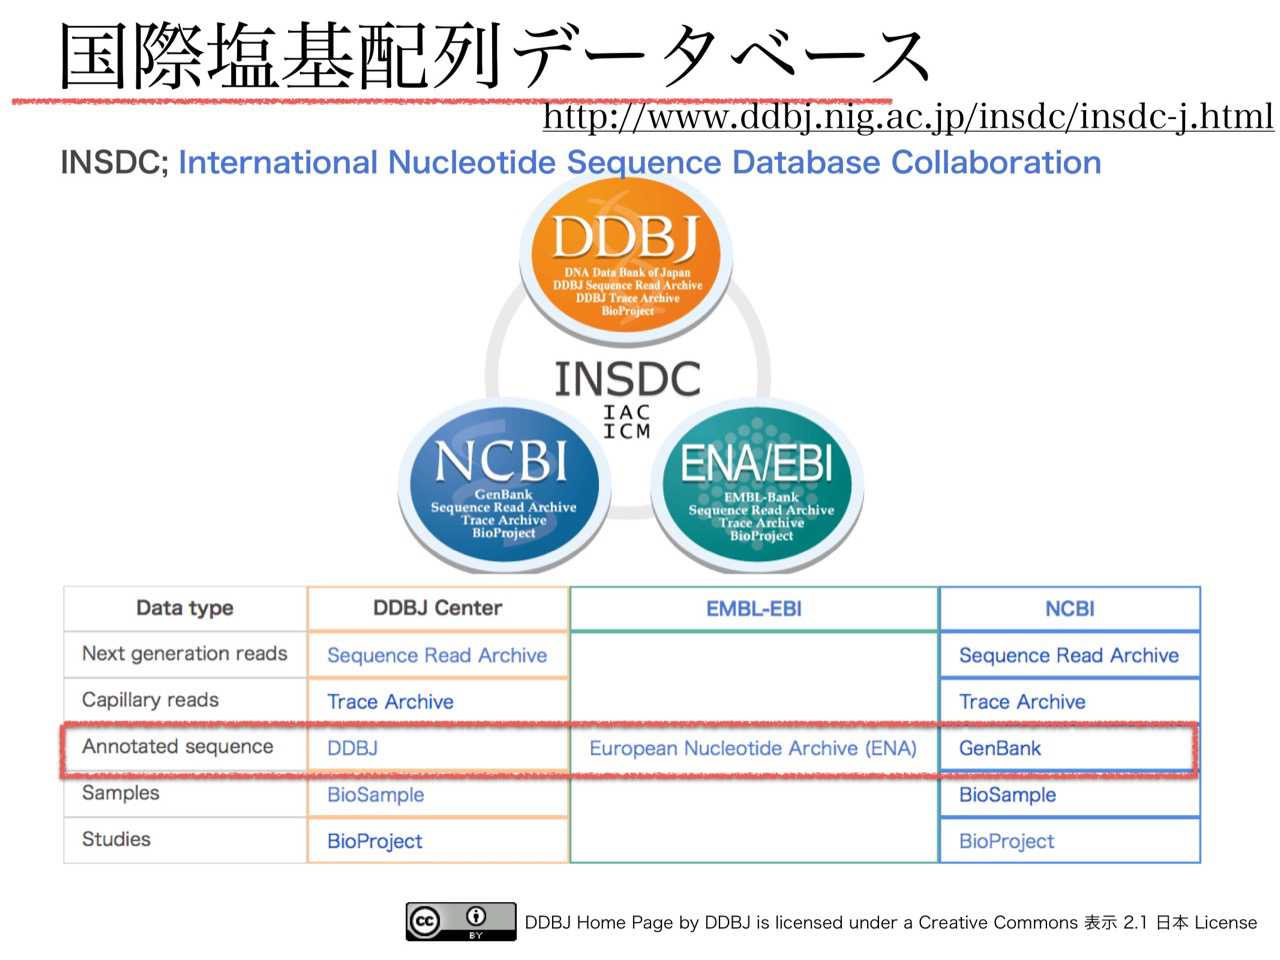 国際塩基配列データベース
http://www.ddbj.nig.ac.jp/insdc/insdc-j.html
INSDC; International Nucleotide Sequence Database Collaboration
DDBJ
DNA Data Bank of Japan
DDBJ Sequence Read Archive
DDBJ Trace Archive
BioProject
INSDC
IAC
ICM
NCBI
GenBank
Sequence Read Archive
Trace Archive
BioProject
ENA/EBI
EMBL-Bank
Sequence Read Archive
Trace Archive
BioProject
Data type DDBJ Center EMBL-EBI NCBI
Next generation reads Sequence Read Archive Sequence Read Archive
Capillary reads Trace Archive Trace Archive
Annotated sequence DDBJ European Nucleotide Archive (ENA) GenBank
Samples BioSample BioSample
Studies BioProject BioProject
cc BY
DDBJ Home Page by DDBJ is licensed under a Creative Commons 表示 2.1 日本 License